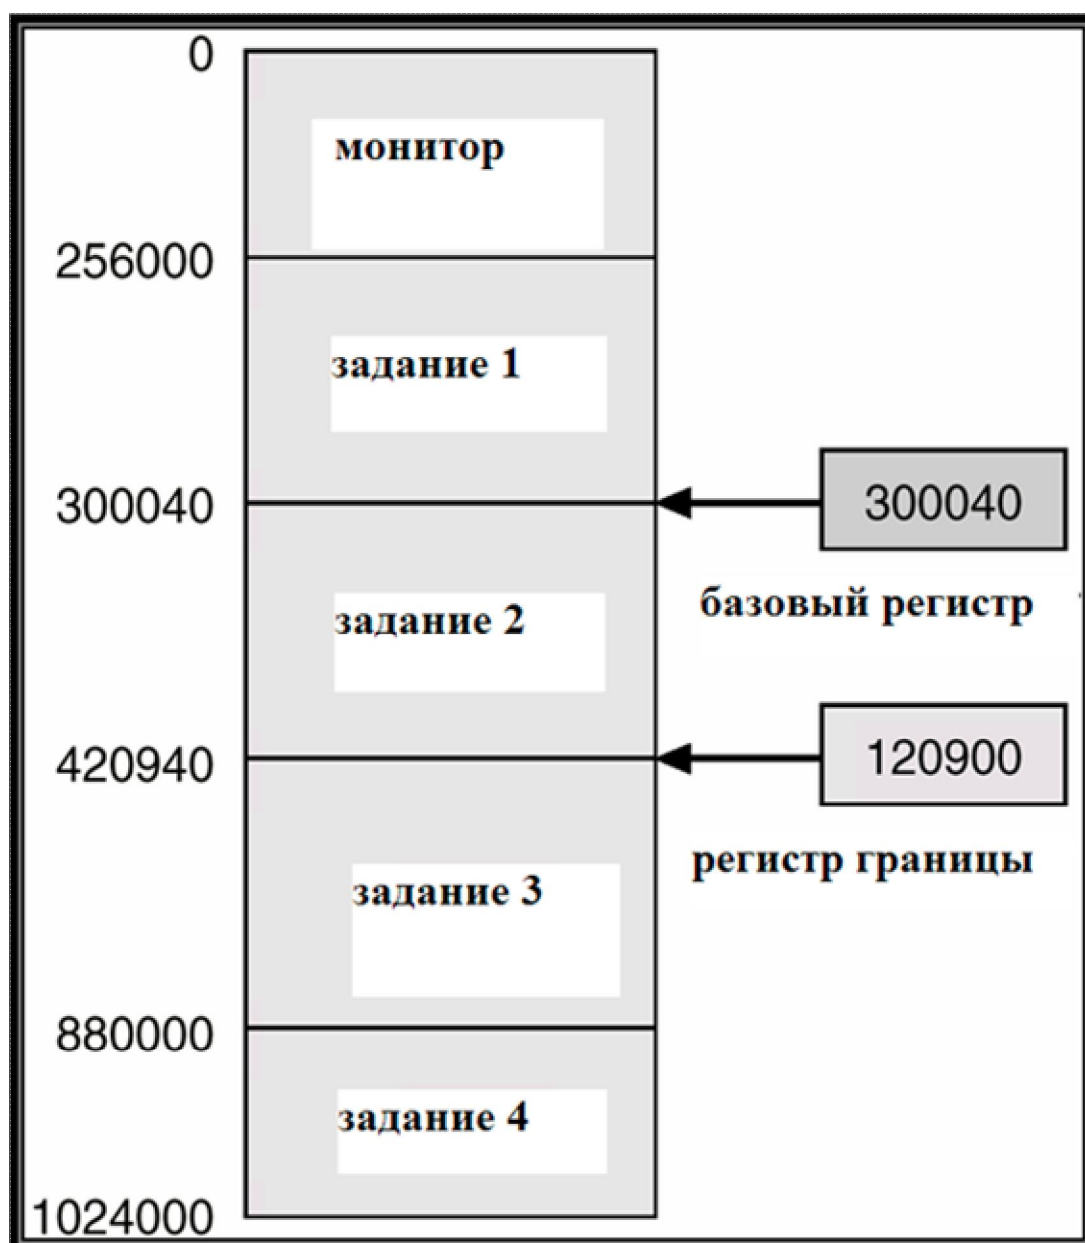 0
монитор
256000
задание 1
300040
300040
базовый регистр
задание 2
120900
420940
регистр границы
задание 3
880000
задание 4
1024000